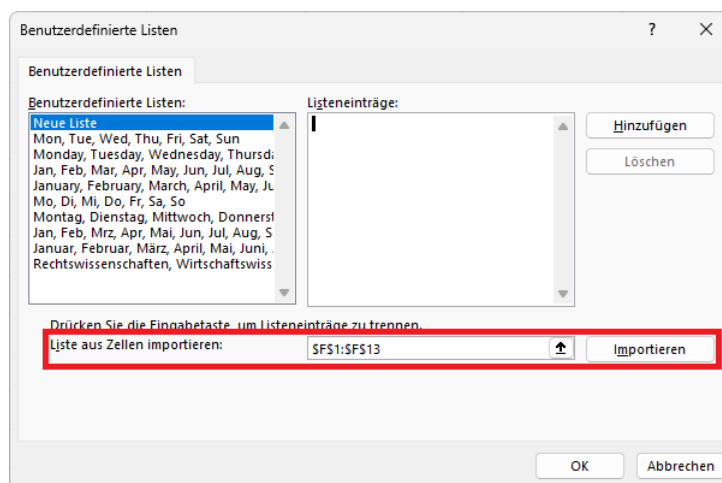 Benutzerdefinierte Listen
Benutzerdefinierte Listen
Benutzerdefinierte Listen:
Neue Liste
Mon, Tue, Wed, Thu, Fri, Sat, Sun
Monday, Tuesday, Wednesday, Thursda
Jan, Feb, Mar, Apr, May, Jun, Jul, Aug, S
January, February, March, April, May, Ju
Mo, Di, Mi, Do, Fr, Sa, So
Montag, Dienstag, Mittwoch, Donnerst
Jan, Feb, Mrz, Apr, Mai, Jun, Jul, Aug, S
Januar, Februar, März, April, Mai, Juni, .
Rechtswissenschaften, Wirtschaftswiss
Listeneinträge:
Hinzufügen
Löschen
Drücken Sie die Eingabetaste, um Listeneinträge zu trennen.
Liste aus Zellen importieren:
$F$1:$F$13
Importieren
OK
Abbrechen